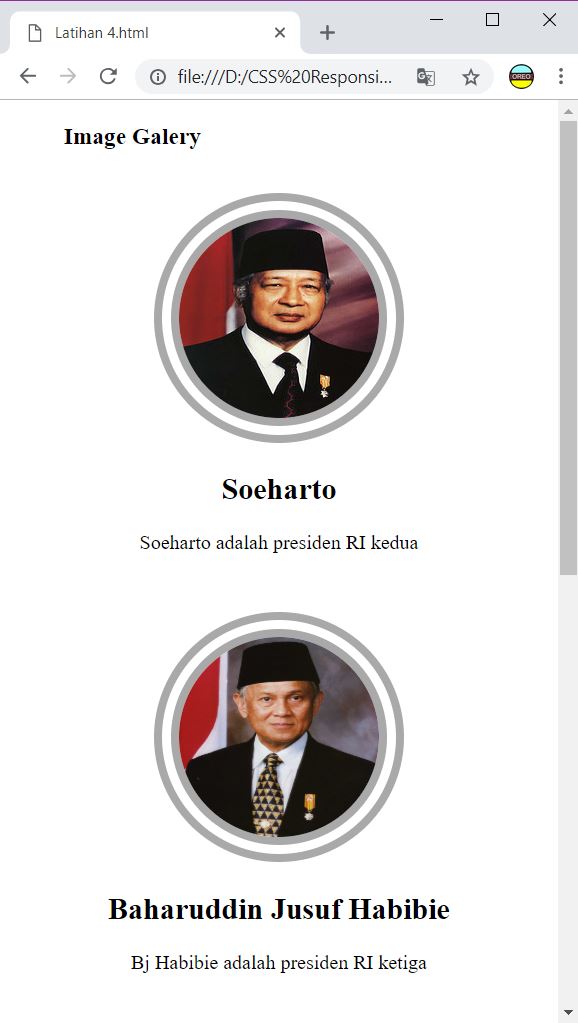 Latihan 4.html
file:///D:/CSS%20Responsi...
OREO
Image Galery
Soeharto
Soeharto adalah presiden RI kedua
Baharuddin Jusuf Habibie
Bj Habibie adalah presiden RI ketiga